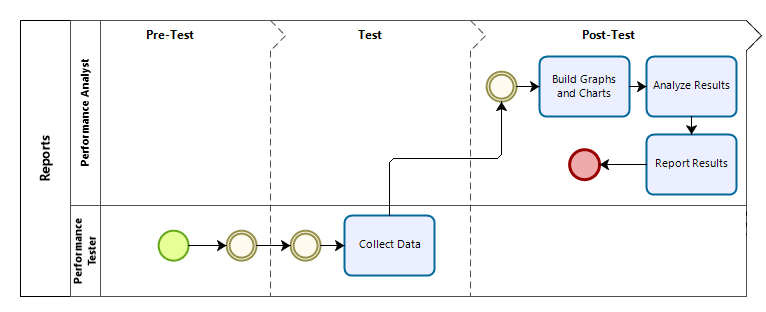 Pre-Test
Test
Post-Test
Reports
Performance Analyst
Build Graphs
and Charts
Analyze Results
Report Results
Performance
Tester
Collect Data